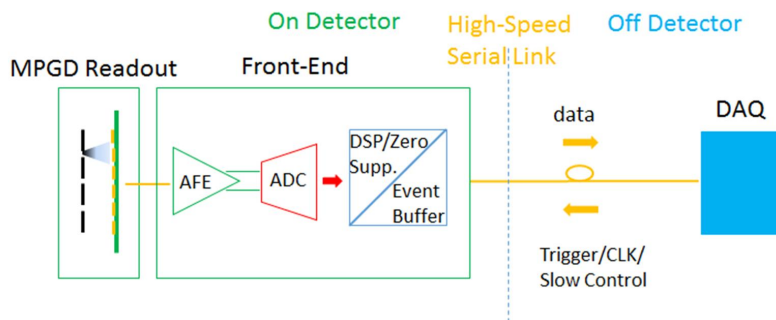 On Detector
High-Speed
Serial Link
Off Detector
MPGD Readout
Front-End
data
DAQ
AFE
ADC
DSP/Zero
Supp.
Event
Buffer
Trigger/CLK/
Slow Control